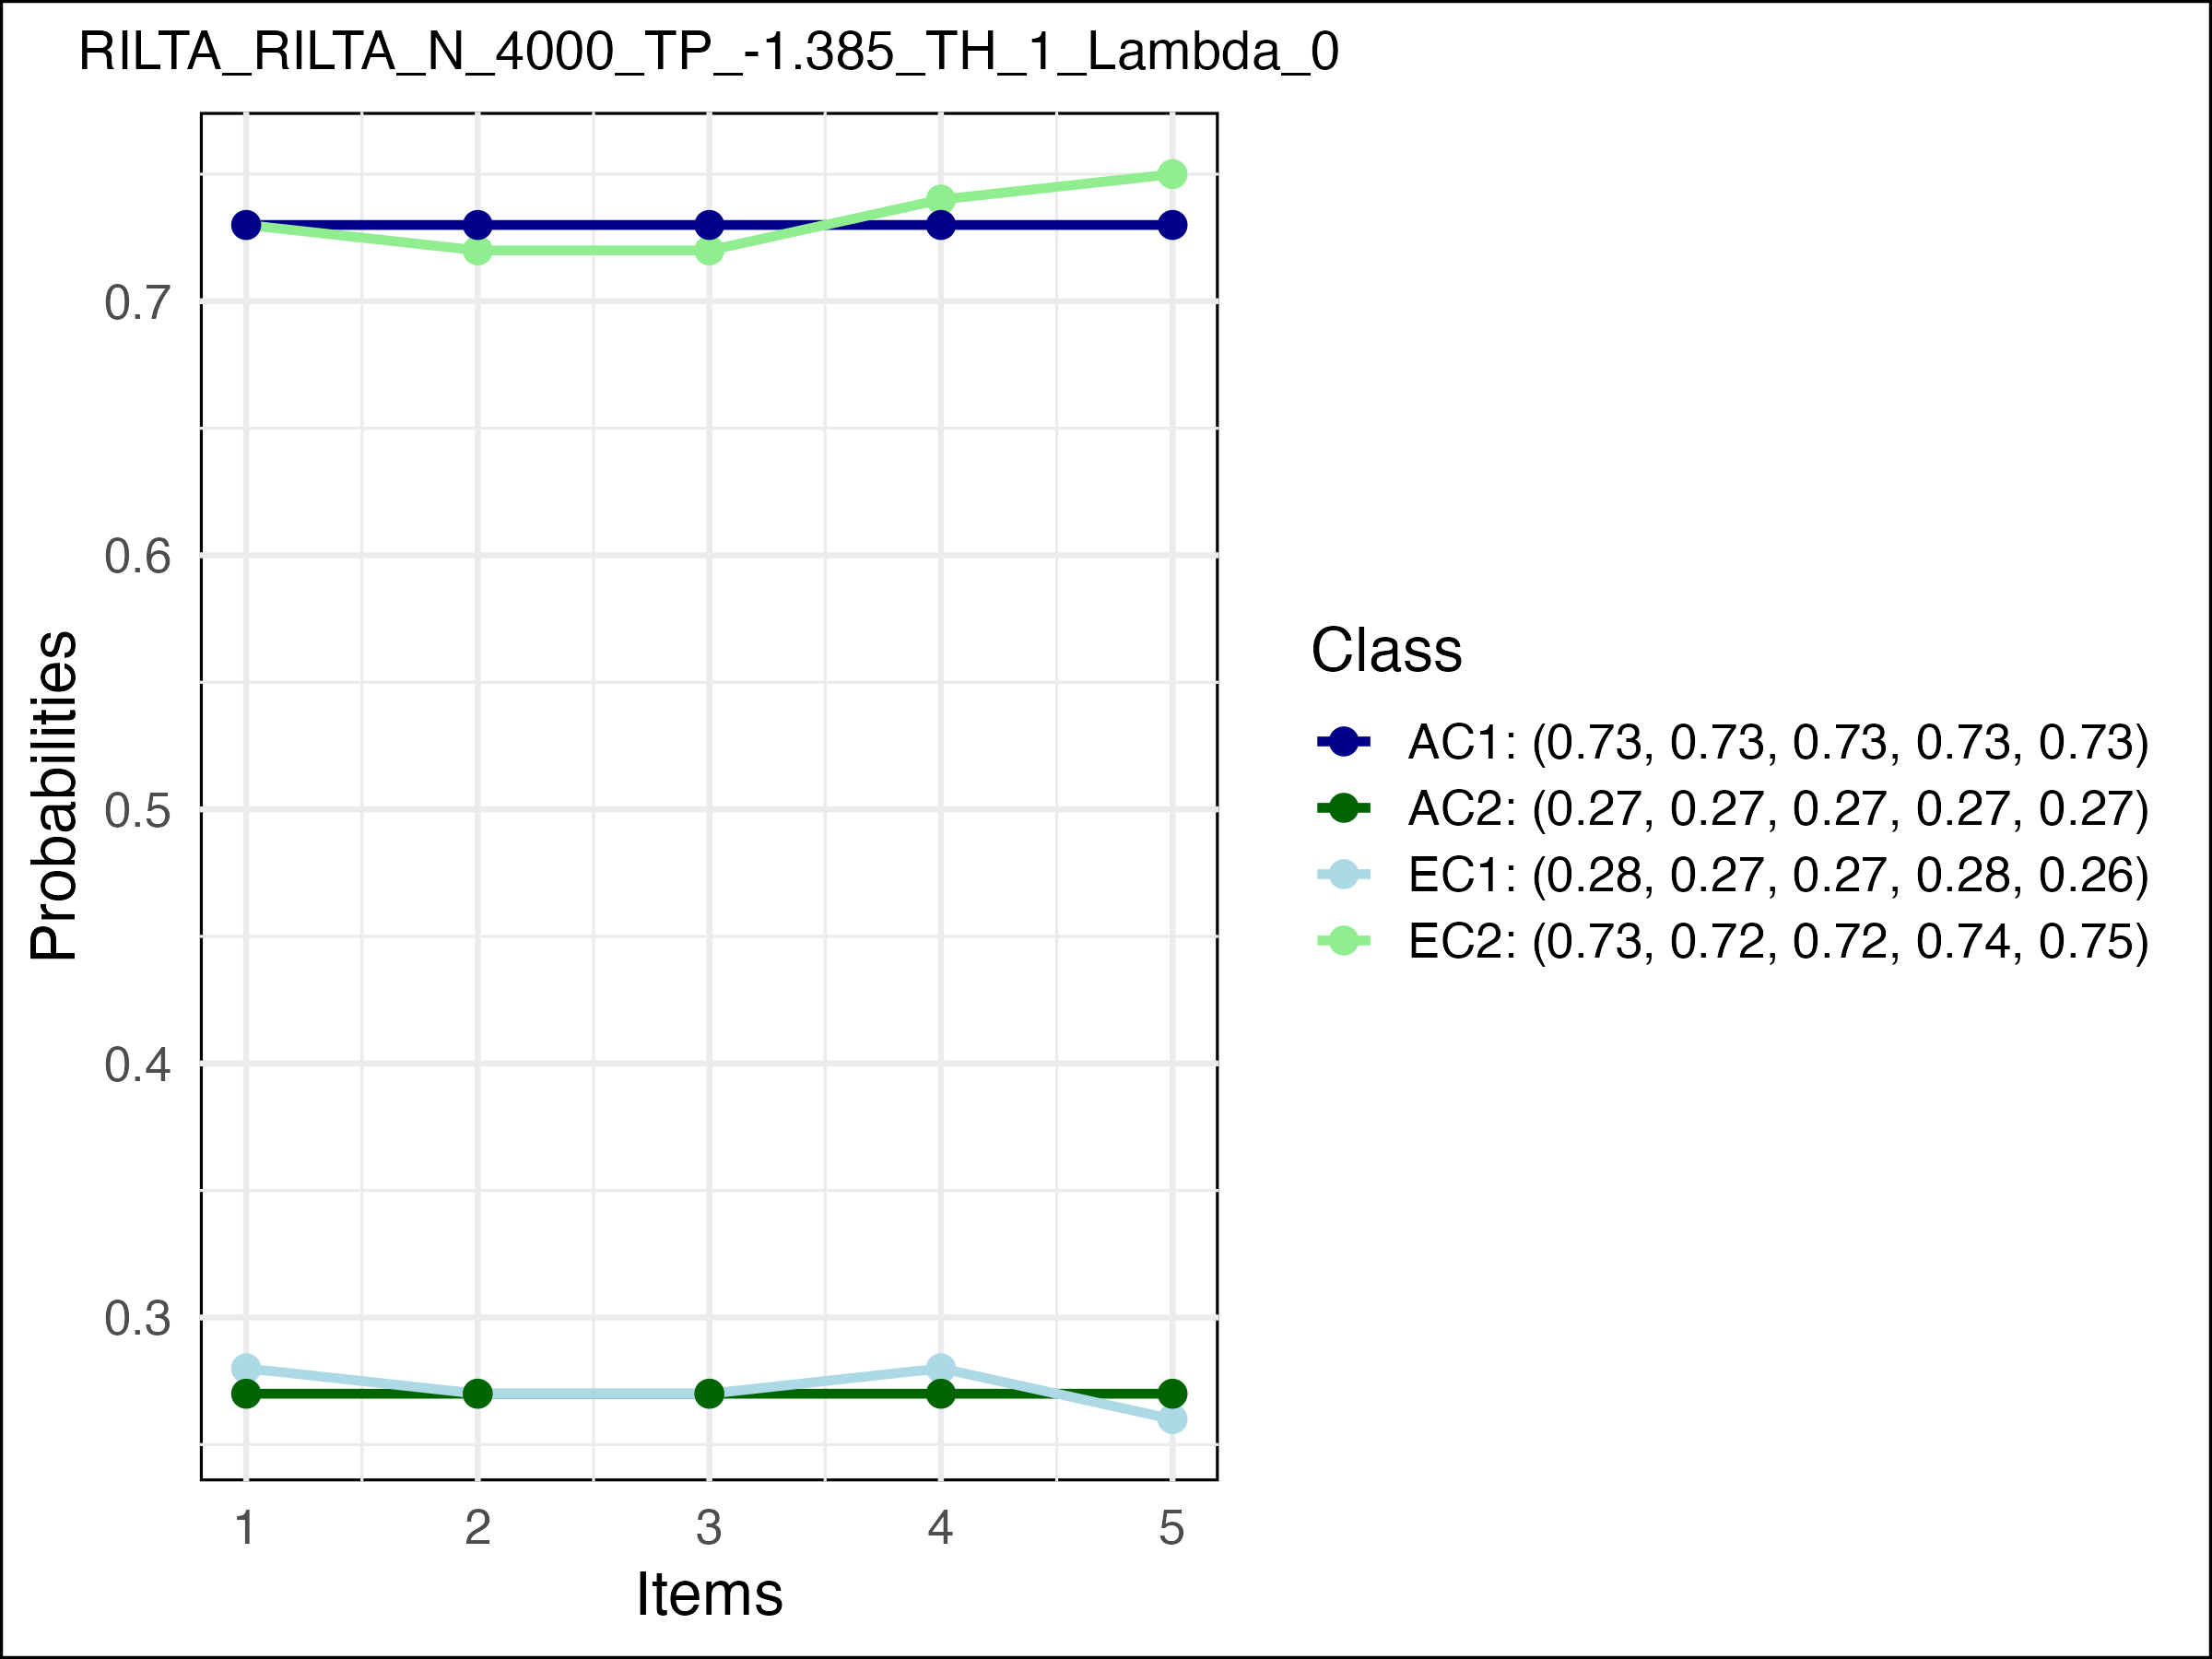 RILTA_RILTA_N_4000_TP_-1.385_TH_1_Lambda_0
Probabilities
0.7
0.6
0.5
0.4
0.3
1 2 3 4 5
Items
Class
AC1: (0.73, 0.73, 0.73, 0.73, 0.73)
AC2: (0.27, 0.27, 0.27, 0.27, 0.27)
EC1: (0.28, 0.27, 0.27, 0.28, 0.26)
EC2: (0.73, 0.72, 0.72, 0.74, 0.75)